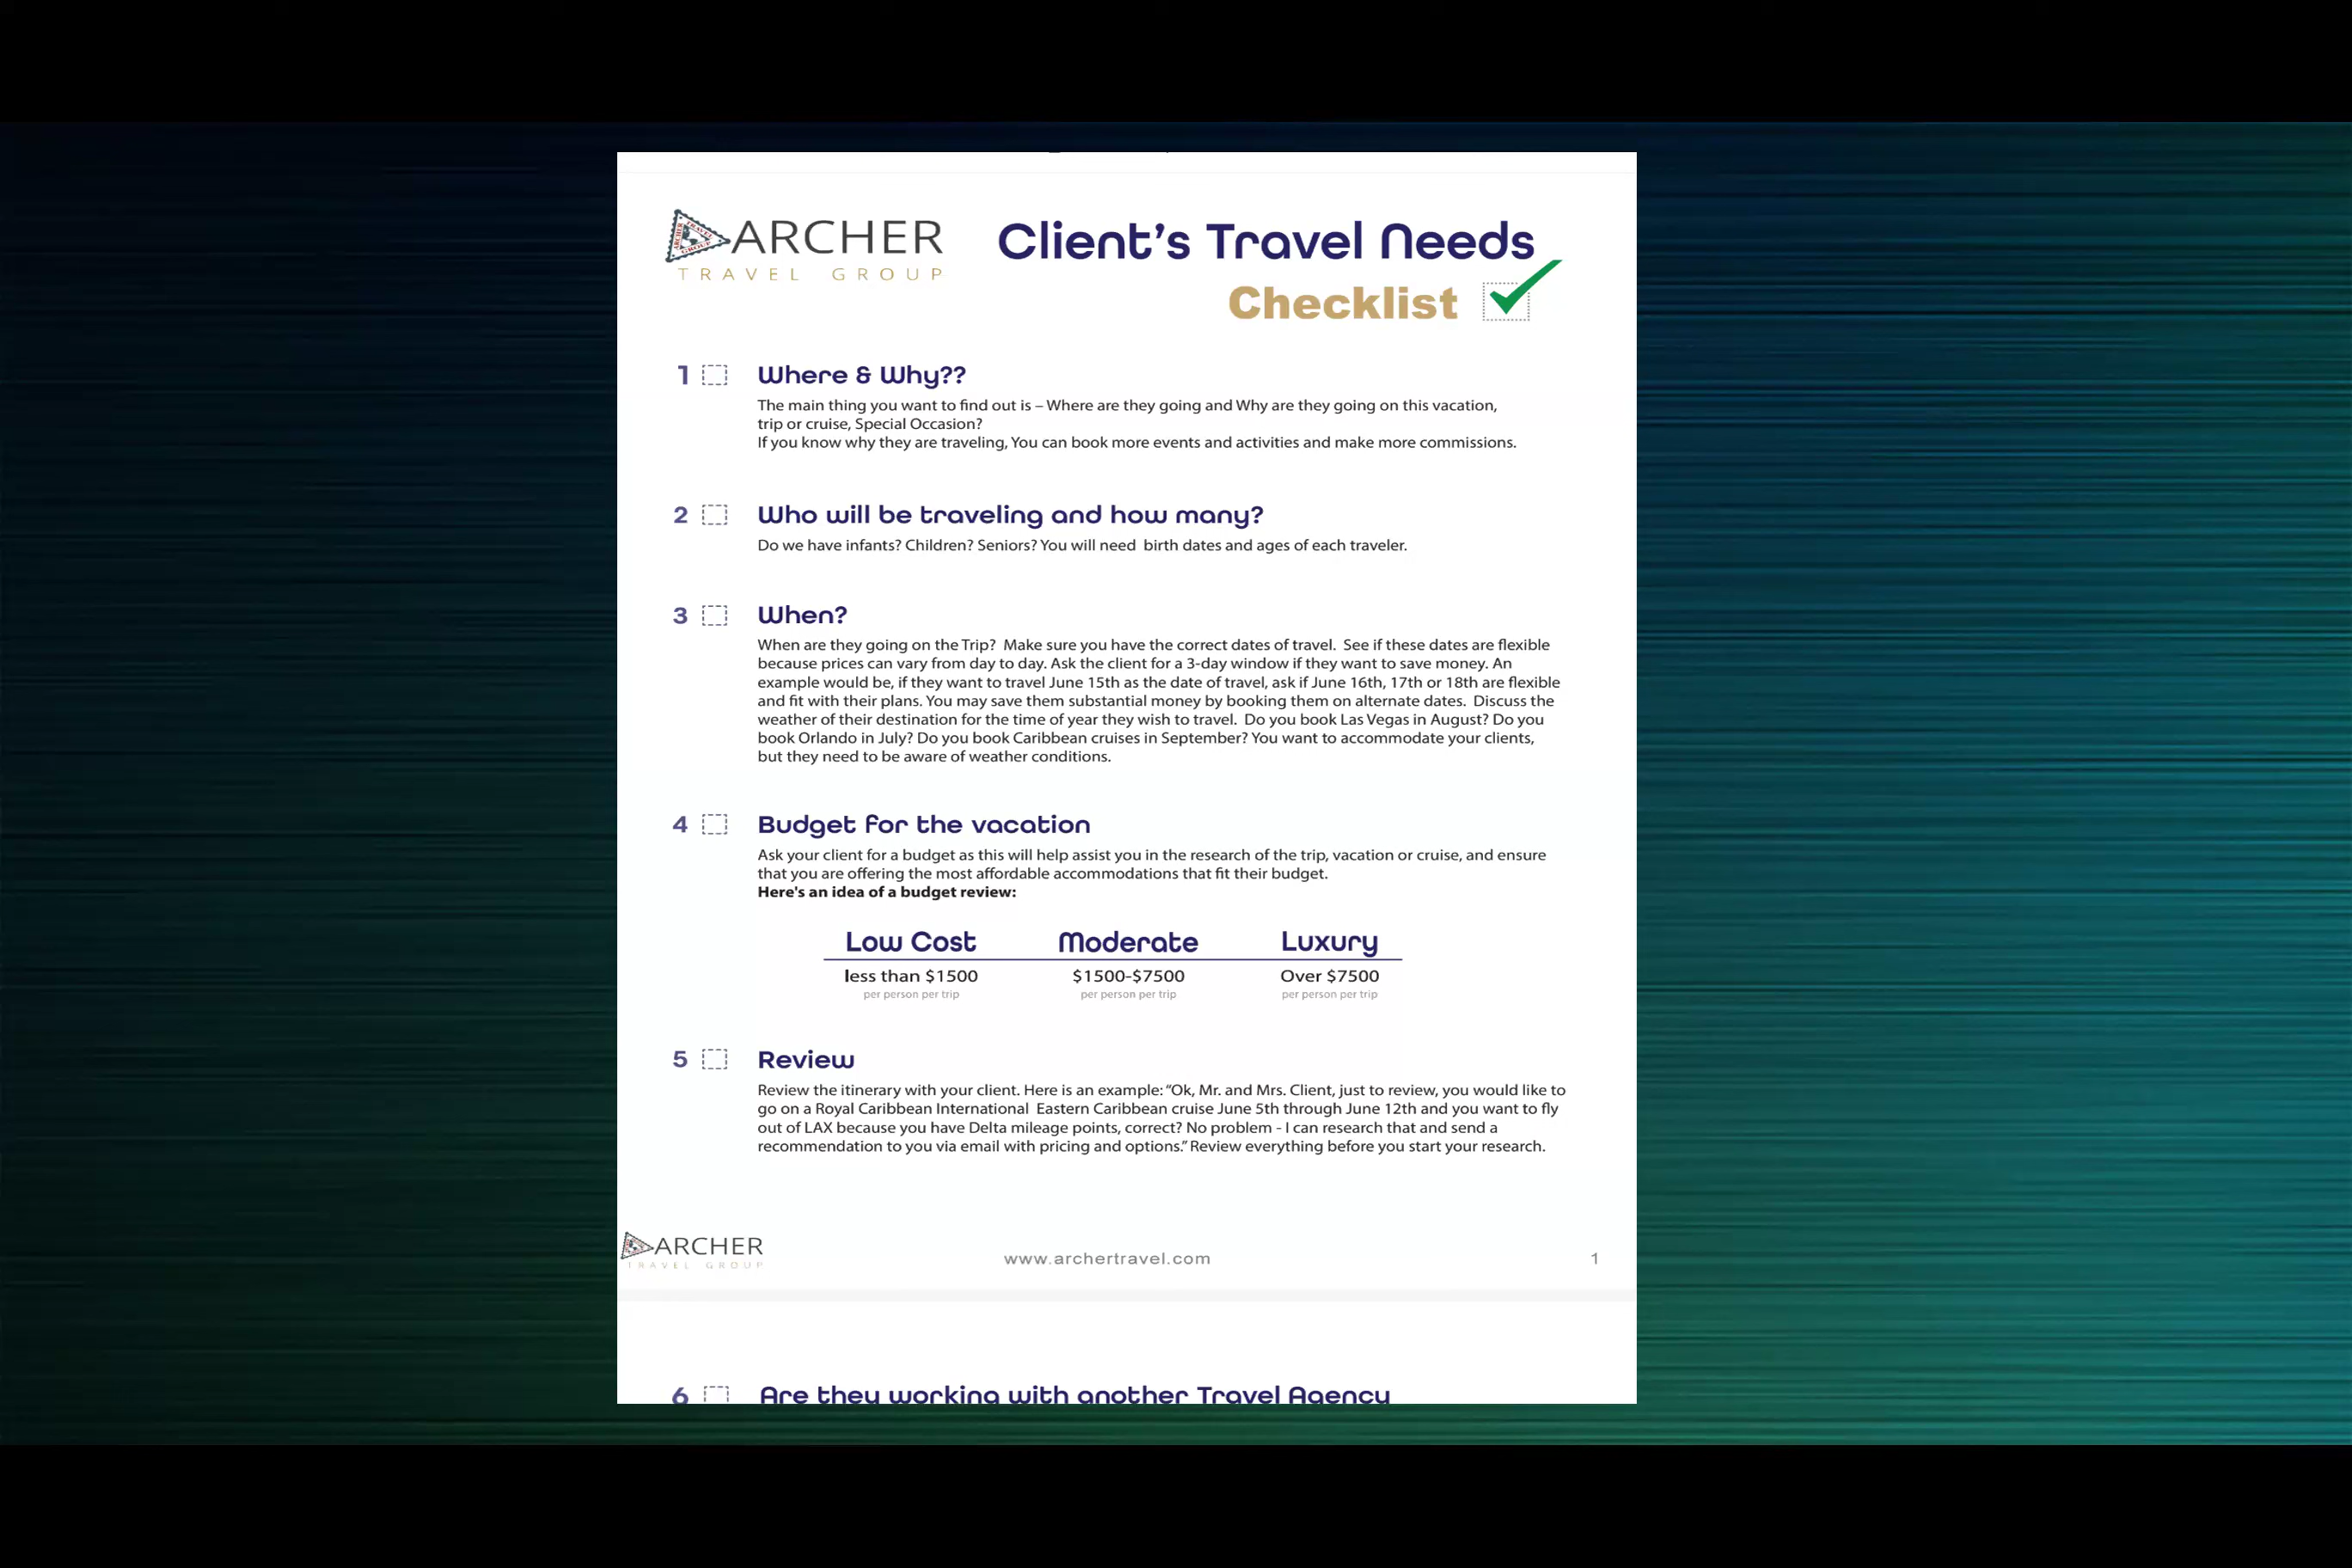 ARCHER
TRAVEL GROUP
Client's Travel Needs
Checklist
1 Where & Why??
The main thing you want to find out is – Where are they going and Why are they going on this vacation,
trip or cruise, Special Occasion?
If you know why they are traveling, You can book more events and activities and make more commissions.
2 Who will be traveling and how many?
Do we have infants? Children? Seniors? You will need birth dates and ages of each traveler.
3 When?
When are they going on the Trip? Make sure you have the correct dates of travel. See if these dates are flexible
because prices can vary from day to day. Ask the client for a 3-day window if they want to save money. An
example would be, if they want to travel June 15th as the date of travel, ask if June 16th, 17th or 18th are flexible
and fit with their plans. You may save them substantial money by booking them on alternate dates. Discuss the
weather of their destination for the time of year they wish to travel. Do you book Las Vegas in August? Do you
book Orlando in July? Do you book Caribbean cruises in September? You want to accommodate your clients,
but they need to be aware of weather conditions.
4 Budget for the vacation
Ask your client for a budget as this will help assist you in the research of the trip, vacation or cruise, and ensure
that you are offering the most affordable accommodations that fit their budget.
Here's an idea of a budget review:
Low Cost Moderate Luxury
less than $1500 $1500-$7500 Over $7500
per person per trip per person per trip per person per trip
5 Review
Review the itinerary with your client. Here is an example: "Ok, Mr. and Mrs. Client, just to review, you would like to
go on a Royal Caribbean International Eastern Caribbean cruise June 5th through June 12th and you want to fly
out of LAX because you have Delta mileage points, correct? No problem - I can research that and send a
recommendation to you via email with pricing and options." Review everything before you start your research.
ARCHER
TRAVEL GROUP
www.archertravel.com
1
6 Are they working with another Travel Agency